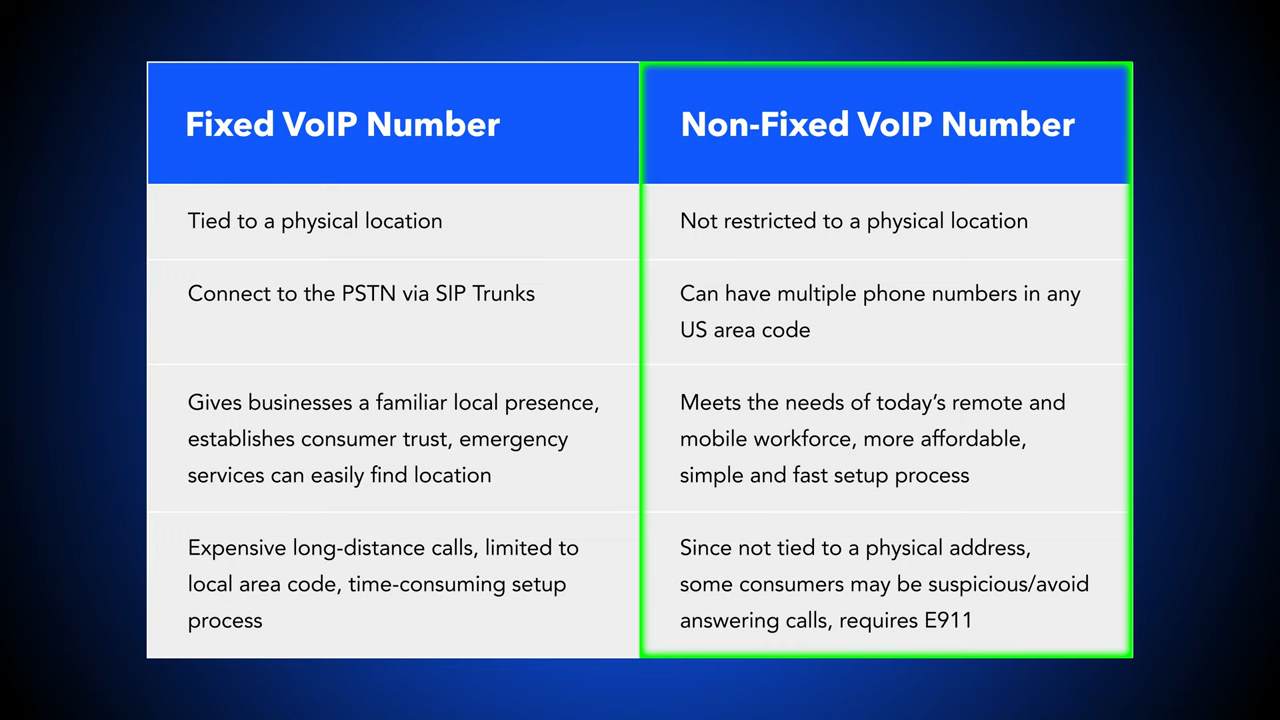 Fixed VoIP Number
Non-Fixed VoIP Number
Tied to a physical location
Not restricted to a physical location
Connect to the PSTN via SIP Trunks
Can have multiple phone numbers in any
US area code
Gives businesses a familiar local presence,
establishes consumer trust, emergency
services can easily find location
Meets the needs of today’s remote and
mobile workforce, more affordable,
simple and fast setup process
Expensive long-distance calls, limited to
local area code, time-consuming setup
process
Since not tied to a physical address,
some consumers may be suspicious/avoid
answering calls, requires E911